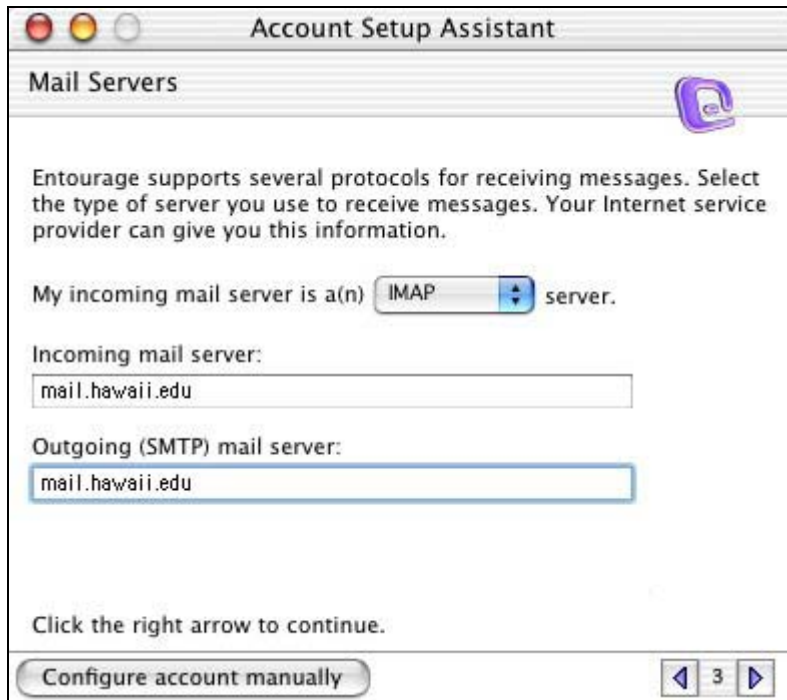 Account Setup Assistant
Mail Servers
Entourage supports several protocols for receiving messages. Select
the type of server you use to receive messages. Your Internet service
provider can give you this information.
My incoming mail server is a(n) IMAP server.
Incoming mail server:
mail.hawaii.edu
Outgoing (SMTP) mail server:
mail.hawaii.edu
Click the right arrow to continue.
Configure account manually 3